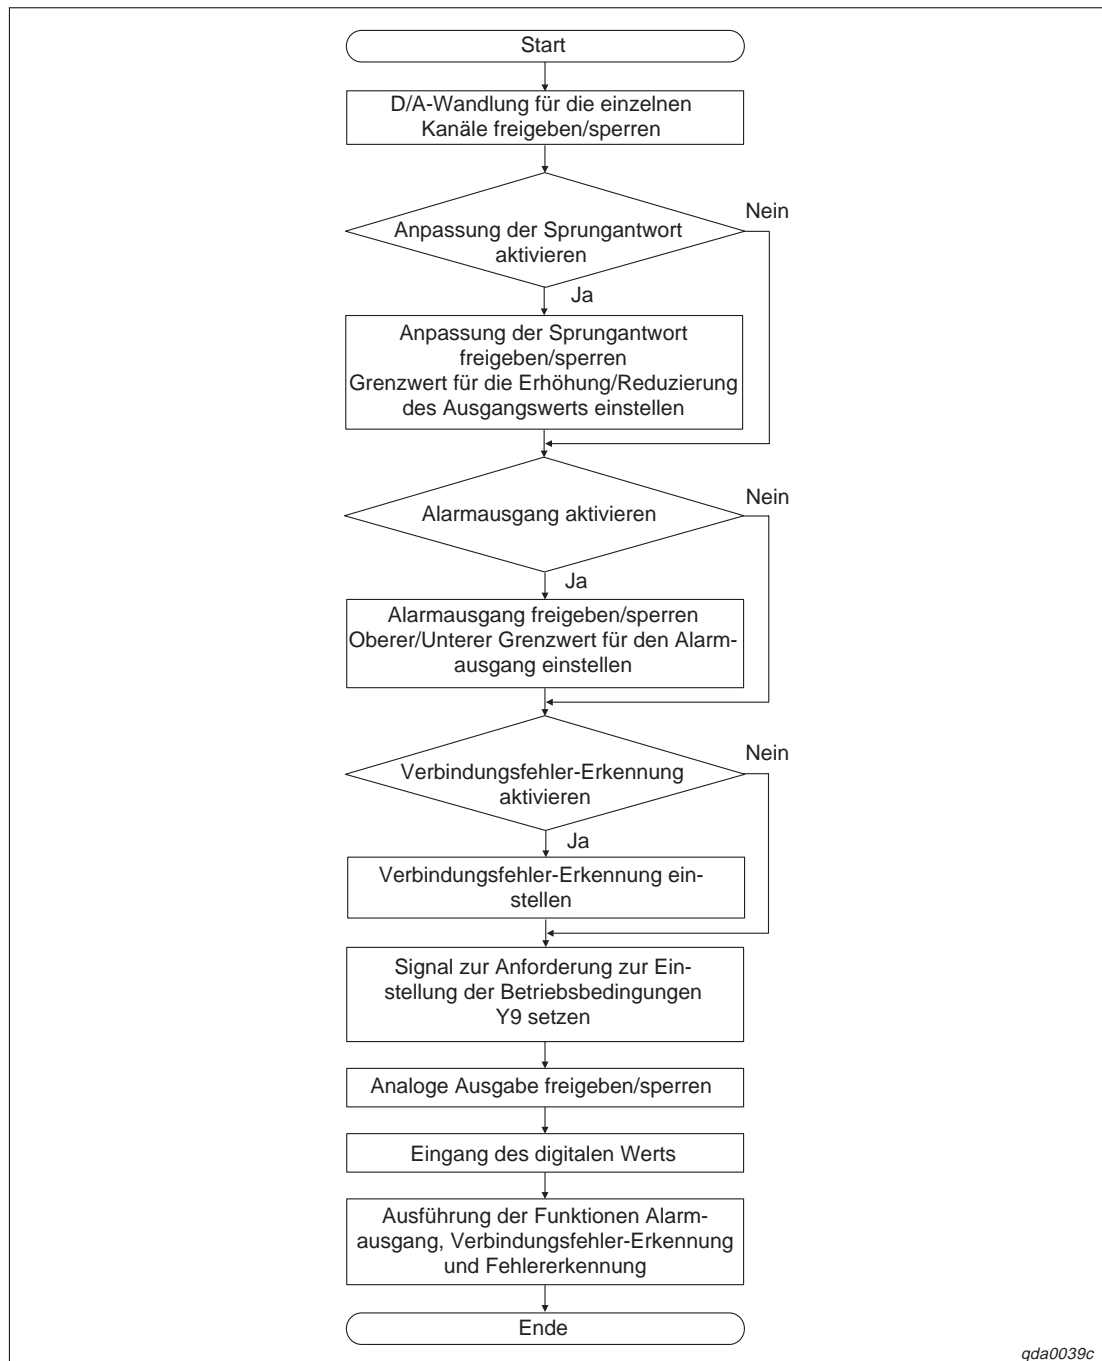 Start
D/A-Wandlung für die einzelnen
Kanäle freigeben/sperren
Nein
Anpassung der Sprungantwort
aktivieren
Ja
Anpassung der Sprungantwort
freigeben/sperren
Grenzwert für die Erhöhung/Reduzierung
des Ausgangswerts einstellen
Nein
Alarmausgang aktivieren
Ja
Alarmausgang freigeben/sperren
Oberer/Unterer Grenzwert für den Alarm-
ausgang einstellen
Nein
Verbindungsfehler-Erkennung
aktivieren
Ja
Verbindungsfehler-Erkennung ein-
stellen
Signal zur Anforderung zur Ein-
stellung der Betriebsbedingungen
Y9 setzen
Analoge Ausgabe freigeben/sperren
Eingang des digitalen Werts
Ausführung der Funktionen Alarm-
ausgang, Verbindungsfehler-Erkennung
und Fehlererkennung
Ende
qda0039c